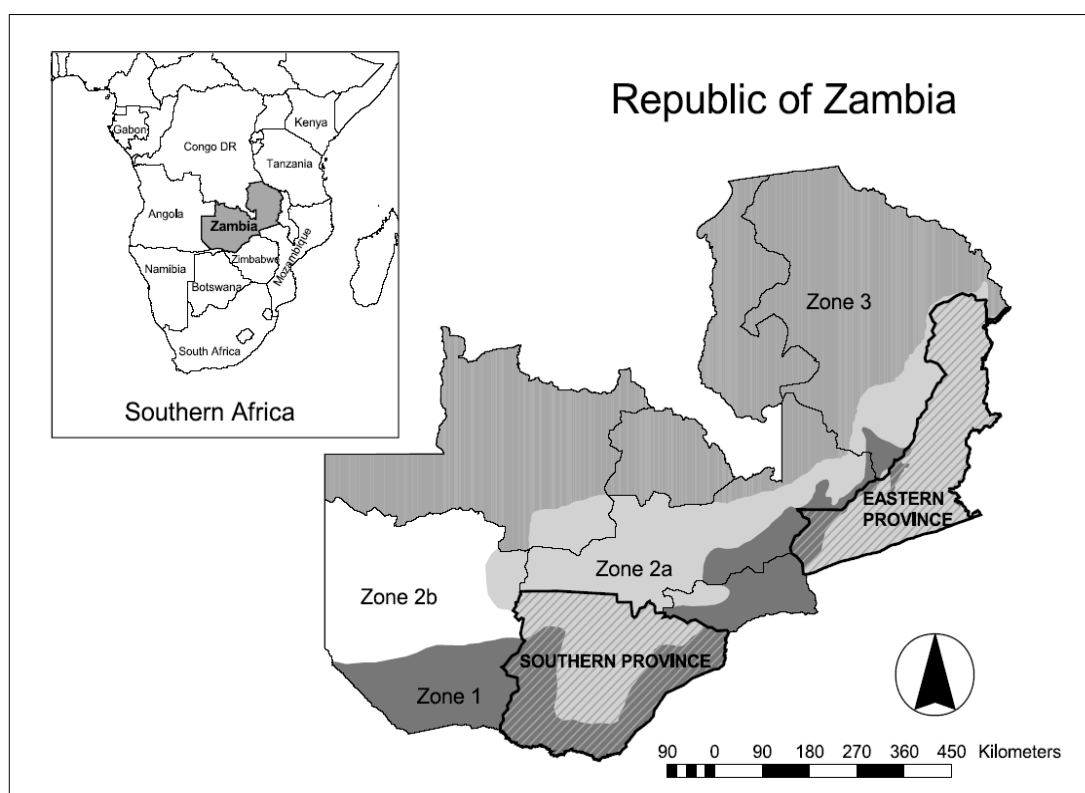 Republic of Zambia
Gabon
Congo DR
Kenya
Tanzania
Angola
Zambia
Mozambique
Zimbabwe
Namibia
Botswana
South Africa
Southern Africa
Zone 3
EASTERN
PROVINCE
Zone 2a
Zone 2b
SOUTHERN PROVINCE
Zone 1
90 0 90 180 270 360 450 Kilometers